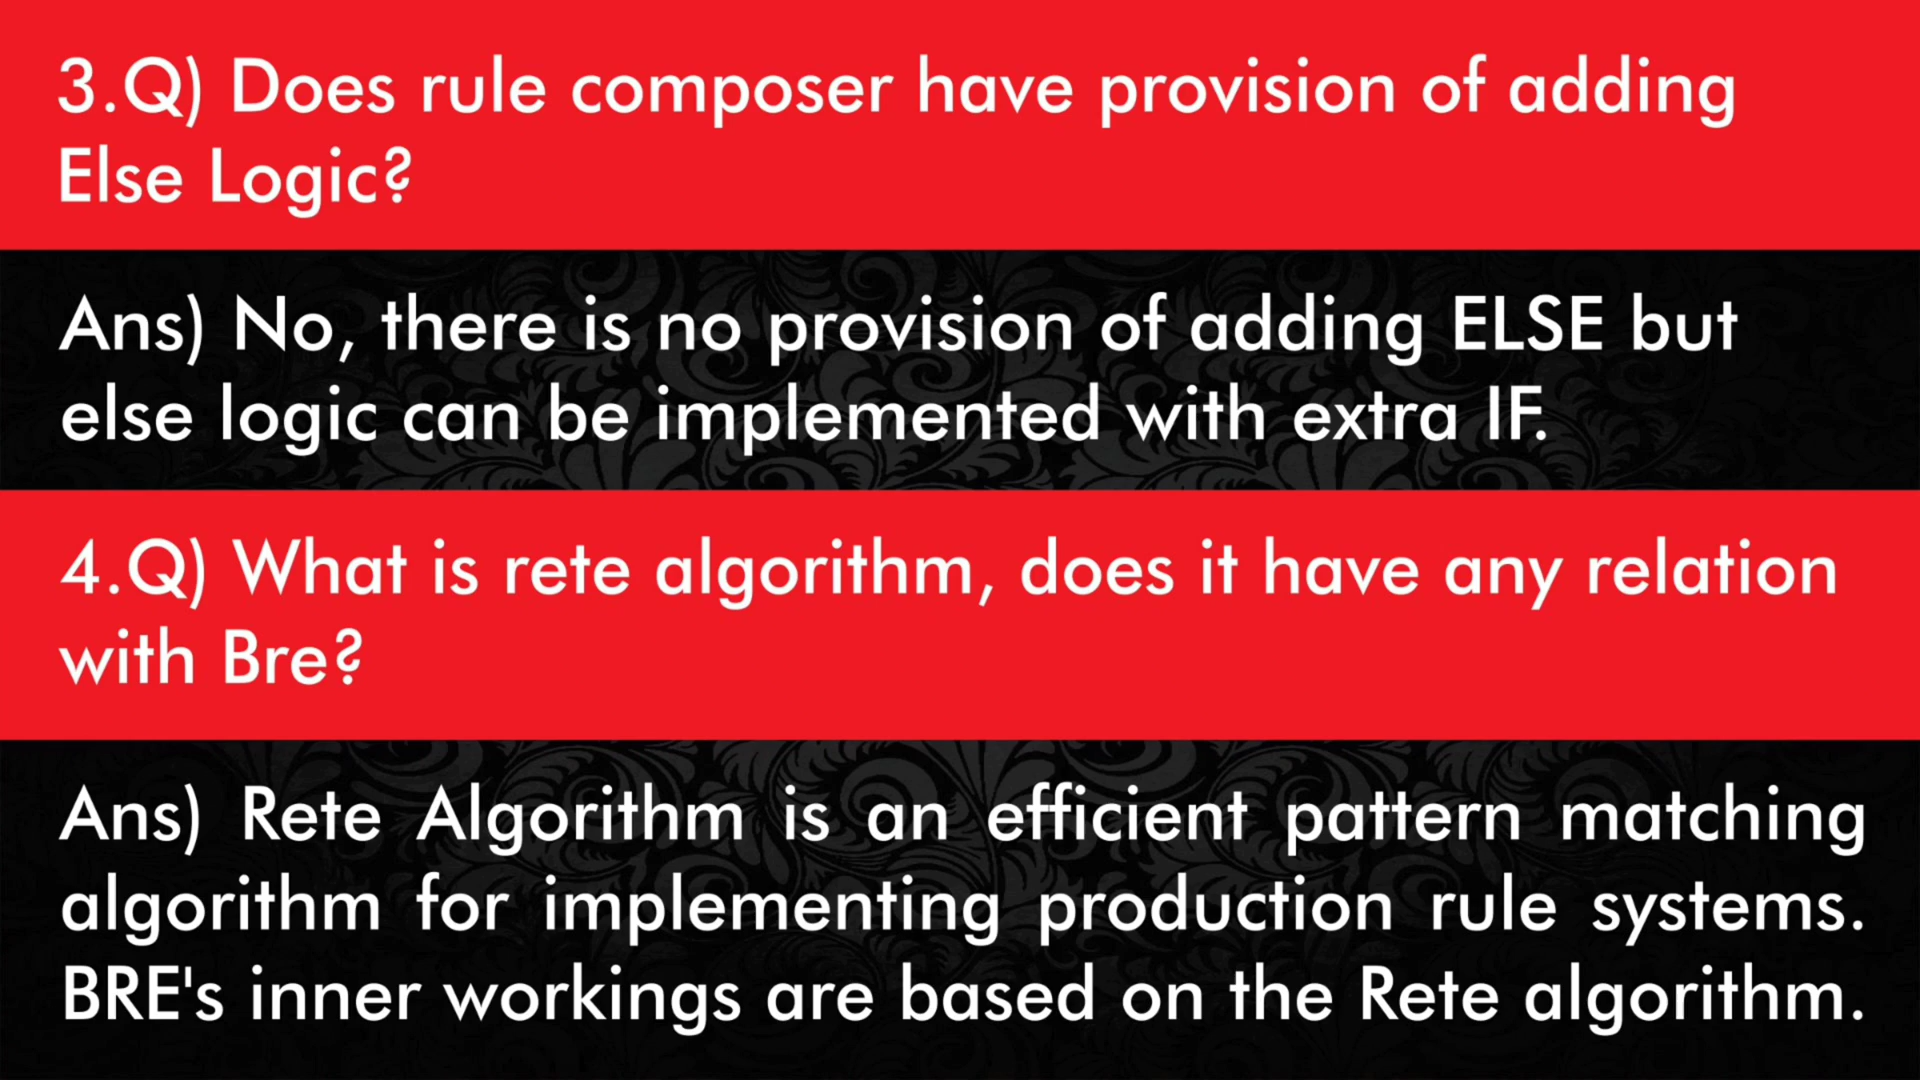 3.Q) Does rule composer have provision of adding
Else Logic?
Ans) No, there is no provision of adding ELSE but
else logic can be implemented with extra IF.
4.Q) What is rete algorithm, does it have any relation
with Bre?
Ans) Rete Algorithm is an efficient pattern matching
algorithm for implementing production rule systems.
BRE's inner workings are based on the Rete algorithm.